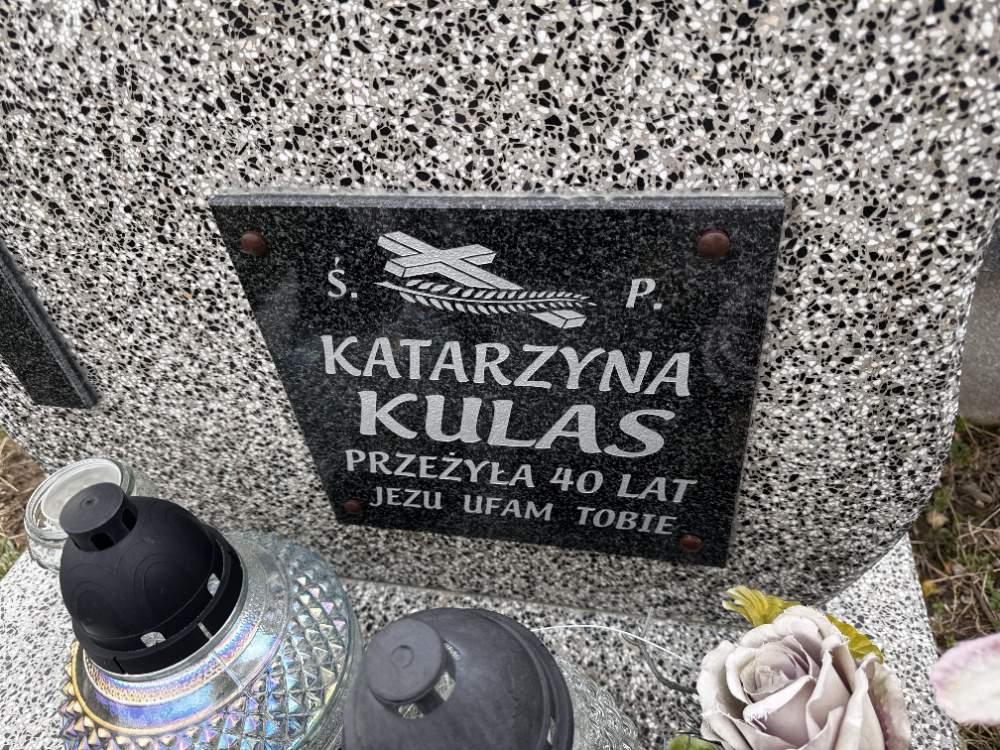 Ś. P.
KATARZYNA
KULAS
PRZEŻYŁA 40 LAT
JEZU UFAM TOBIE